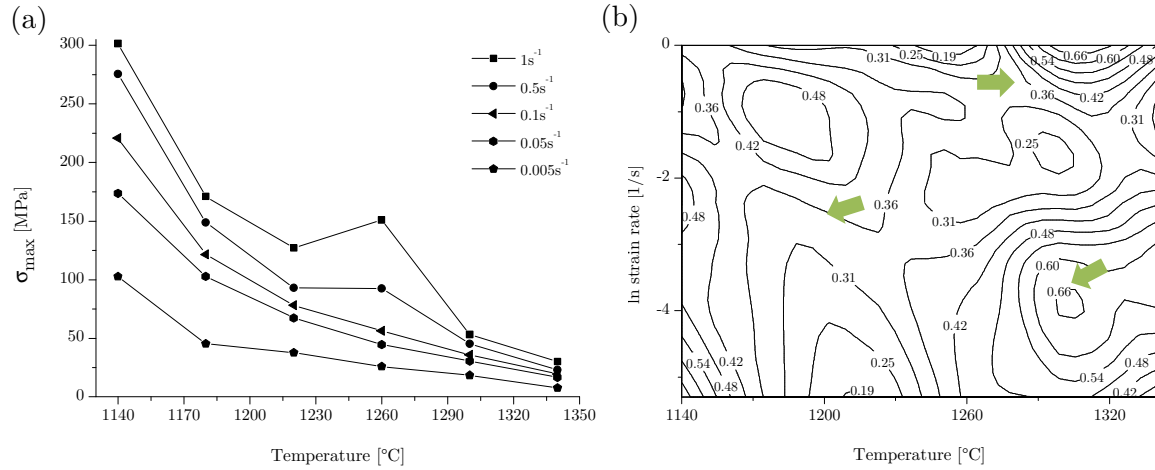 (a)
300
250
200
150
100
50
0
σmax [MPa]
1140 1170 1200 1230 1260 1290 1320 1350
Temperature [°C]
1s-1
0.5s-1
0.1s-1
0.05s-1
0.005s-1
(b)
0
-2
-4
ln strain rate [1/s]
1140 1200 1260 1320
Temperature [°C]
0.25 0.66
0.31 0.19 0.54 0.60 0.48
0.48 0.36 0.42
0.36 0.31
0.42 0.25
0.48 0.36
0.48
0.36
0.31 0.60
0.66
0.42
0.54 0.42 0.25 0.48
0.48 0.19 0.54 0.42